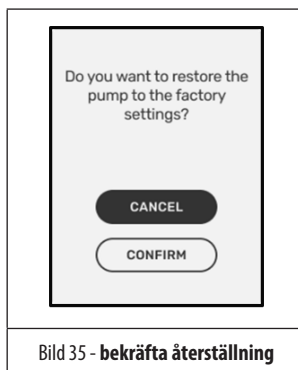 Do you want to restore the
pump to the factory
settings?
CANCEL
CONFIRM
Bild 35 - bekräfta återställning